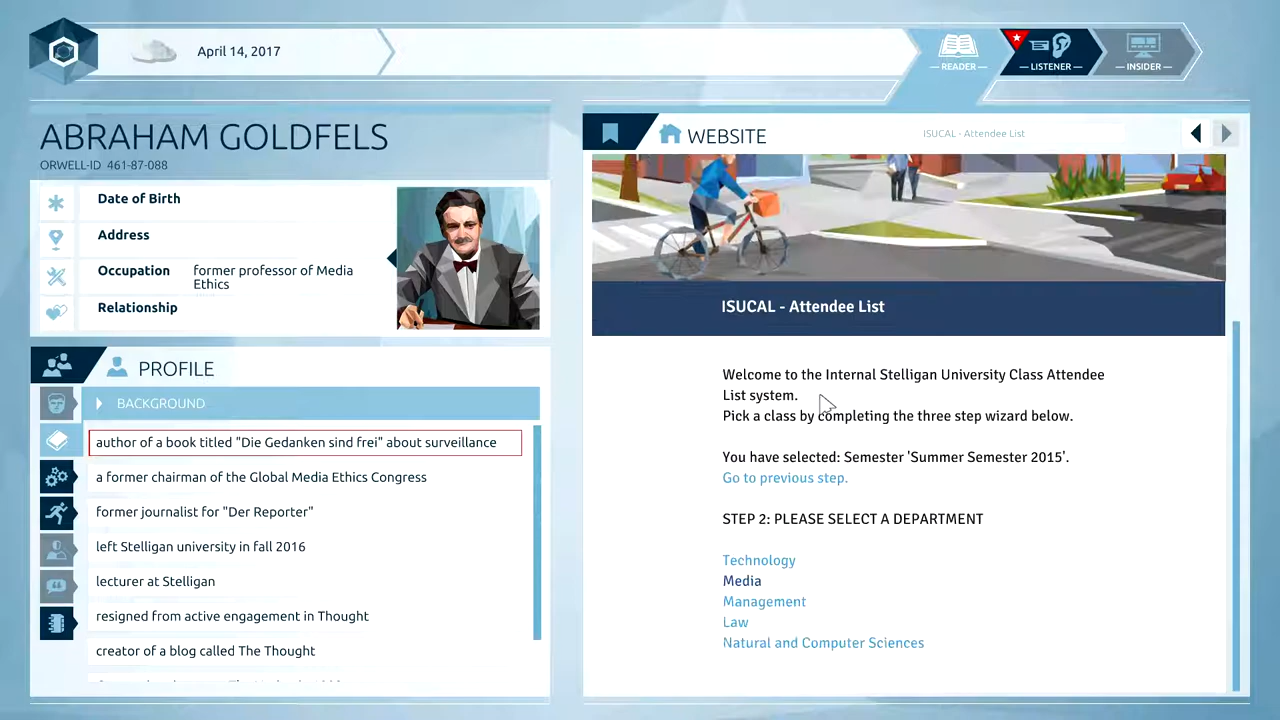 April 14, 2017
— READER —
— LISTENER —
— INSIDER —
ABRAHAM GOLDFELS
ORWELL-ID 461-87-088
Date of Birth
Address
Occupation former professor of Media
Ethics
Relationship
PROFILE
BACKGROUND
author of a book titled "Die Gedanken sind frei" about surveillance
a former chairman of the Global Media Ethics Congress
former journalist for "Der Reporter"
left Stelligan university in fall 2016
lecturer at Stelligan
resigned from active engagement in Thought
creator of a blog called The Thought
WEBSITE
ISUCAL - Attendee List
ISUCAL - Attendee List
Welcome to the Internal Stelligan University Class Attendee
List system.
Pick a class by completing the three step wizard below.
You have selected: Semester 'Summer Semester 2015'.
Go to previous step.
STEP 2: PLEASE SELECT A DEPARTMENT
Technology
Media
Management
Law
Natural and Computer Sciences